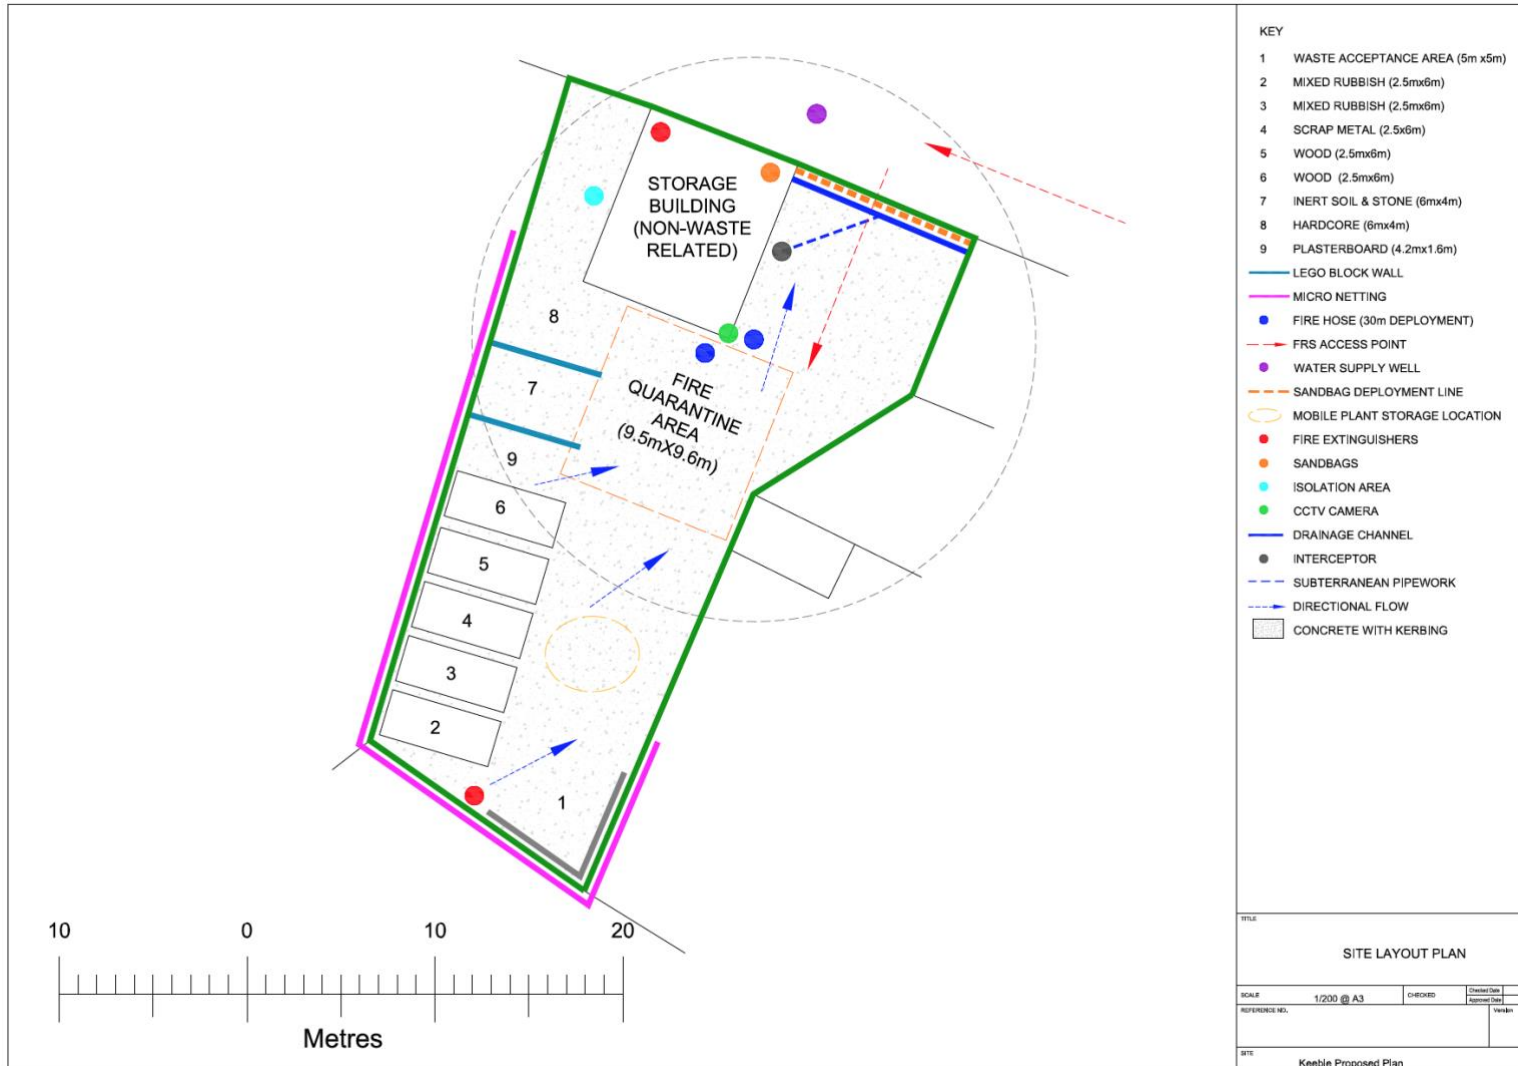 STORAGE
BUILDING
(NON-WASTE
RELATED)
8
7
FIRE
QUARANTINE
AREA
(9.5mX9.6m)
9
6
5
4
3
2
1
10 0 10 20
Metres
KEY
1 WASTE ACCEPTANCE AREA (5m x5m)
2 MIXED RUBBISH (2.5mx6m)
3 MIXED RUBBISH (2.5mx6m)
4 SCRAP METAL (2.5x6m)
5 WOOD (2.5mx6m)
6 WOOD (2.5mx6m)
7 INERT SOIL & STONE (6mx4m)
8 HARDCORE (6mx4m)
9 PLASTERBOARD (4.2mx1.6m)
LEGO BLOCK WALL
MICRO NETTING
FIRE HOSE (30m DEPLOYMENT)
FRS ACCESS POINT
WATER SUPPLY WELL
SANDBAG DEPLOYMENT LINE
MOBILE PLANT STORAGE LOCATION
FIRE EXTINGUISHERS
SANDBAGS
ISOLATION AREA
CCTV CAMERA
DRAINAGE CHANNEL
INTERCEPTOR
SUBTERRANEAN PIPEWORK
DIRECTIONAL FLOW
CONCRETE WITH KERBING
TITLE
SITE LAYOUT PLAN
SCALE 1/200 @ A3 CHECKED Checked Date
Approved Date
REFERENCE NO. Version
SITE
Keeble Proposed Plan